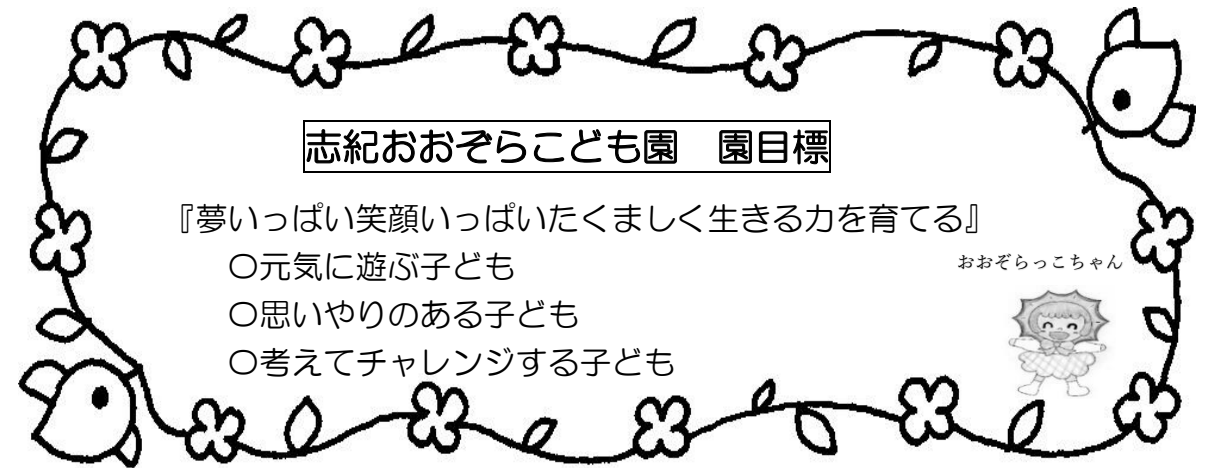 志紀おおぞらこども園　園目標
『夢いっぱい笑顔いっぱいたくましく生きる力を育てる』
〇元気に遊ぶ子ども
おおぞらっこちゃん
〇思いやりのある子ども
〇考えてチャレンジする子ども